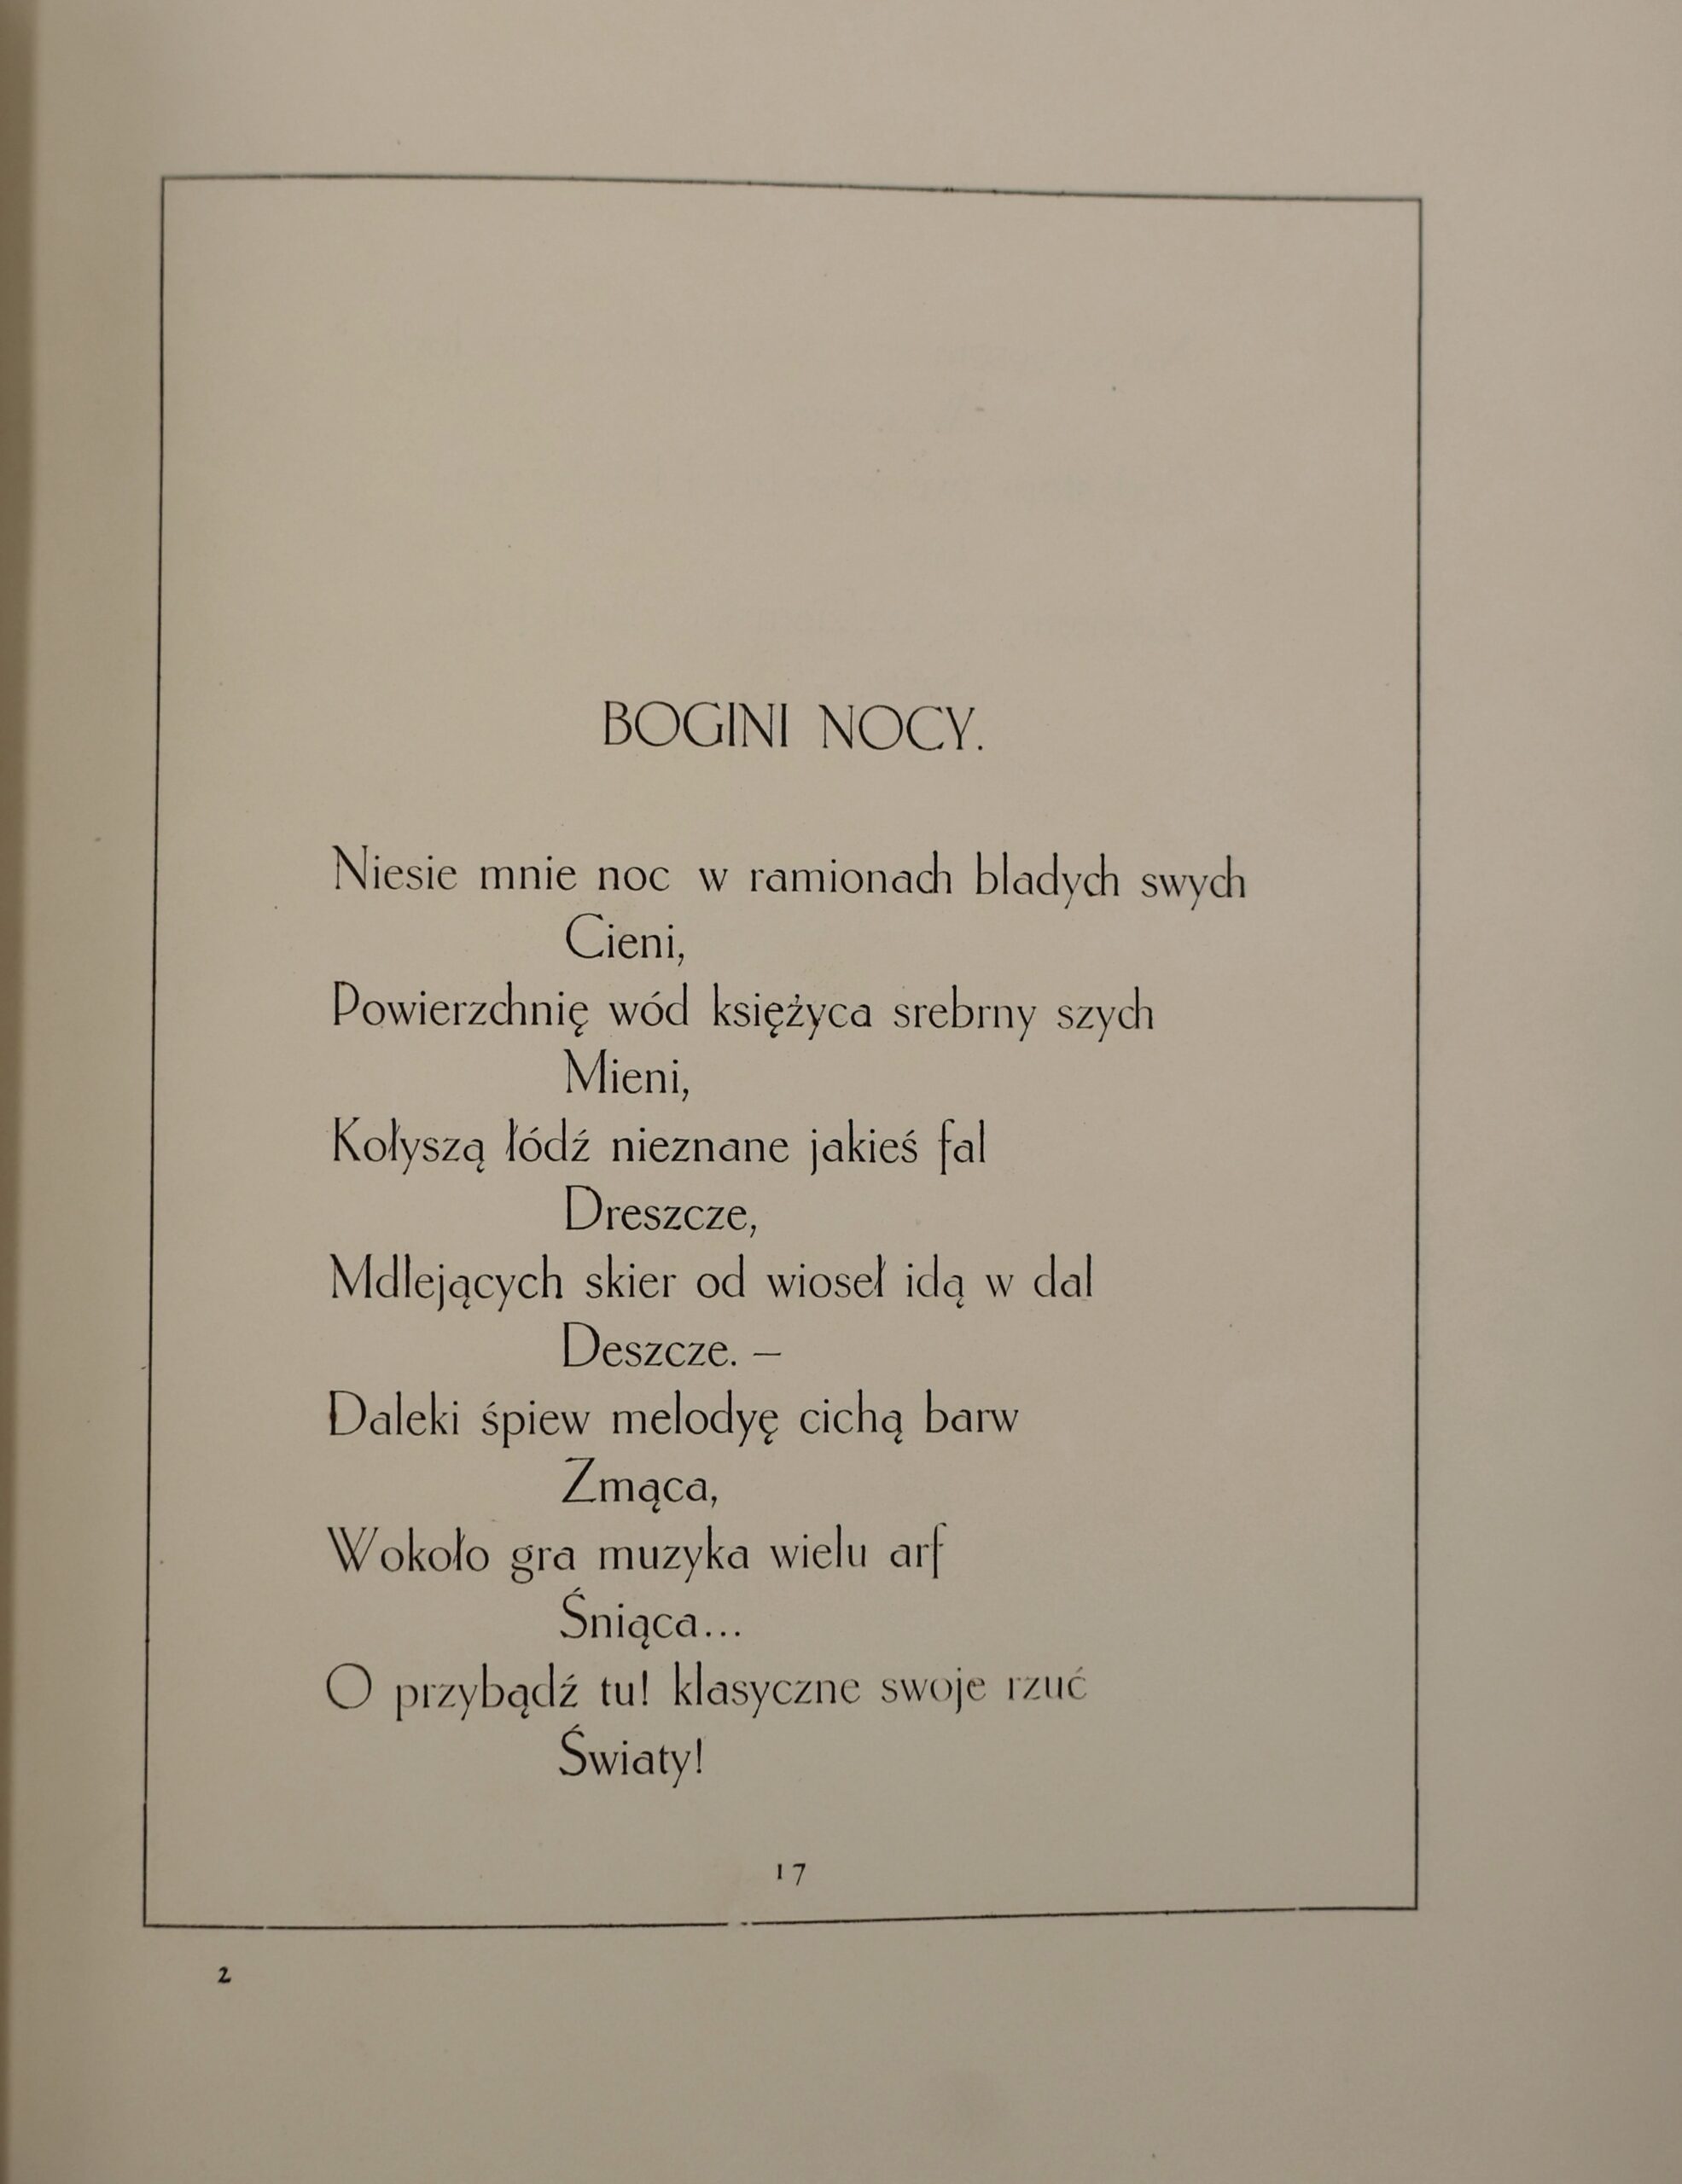 BOGINI NOCY.
Niesie mnie noc w ramionach bladych swych
Cieni,
Powierzchnię wód księżyca srebrny szych
Mieni,
Kołyszą łódź nieznane jakieś fal
Dreszcze,
Mdlejących skier od wioseł idą w dal
Deszcze. —
Daleki śpiew melodyę cichą barw
Zmąca,
Wokoło gra muzyka wielu arf
Śniąca...
O przybądź tu! klasyczne swoje rzuć
Światy!
17
2